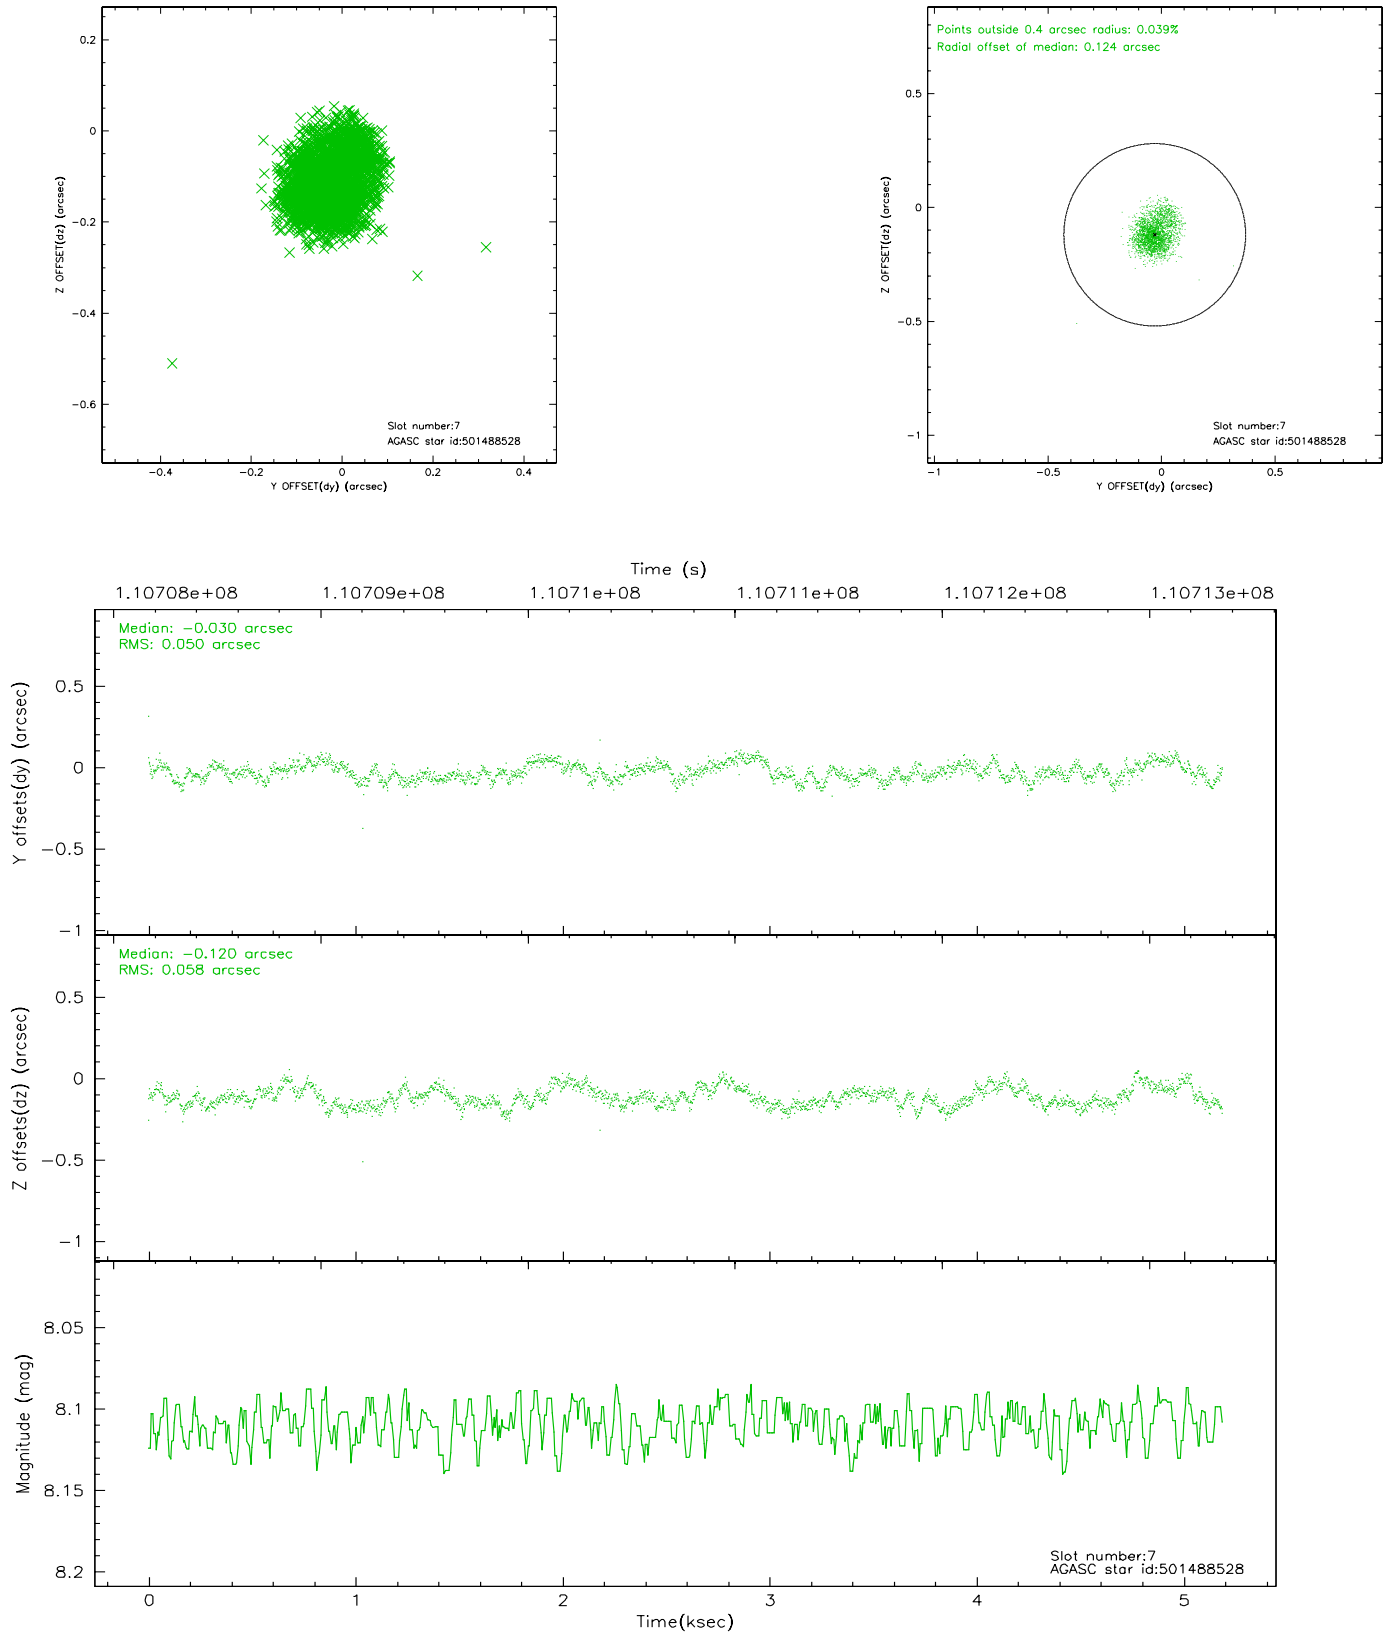 0.2
0
-0.2
-0.4
-0.6
Z OFFSET(dz) (arcsec)
Slot number:7
AGASC star id:501488528
-0.4 -0.2 0 0.2 0.4
Y OFFSET(dy) (arcsec)
Points outside 0.4 arcsec radius: 0.039%
Radial offset of median: 0.124 arcsec
0.5
0
-0.5
-1
Z OFFSET(dz) (arcsec)
Slot number:7
AGASC star id:501488528
-1 -0.5 0 0.5
Y OFFSET(dy) (arcsec)
Time (s)
1.10708e+08 1.10709e+08 1.1071e+08 1.10711e+08 1.10712e+08 1.10713e+08
Median: -0.030 arcsec
RMS: 0.050 arcsec
0.5
0
-0.5
-1
Y offsets(dy) (arcsec)
Median: -0.120 arcsec
RMS: 0.058 arcsec
0.5
0
-0.5
-1
Z offsets(dz) (arcsec)
8.05
8.1
8.15
8.2
Magnitude (mag)
Slot number:7
AGASC star id:501488528
0 1 2 3 4 5
Time(ksec)